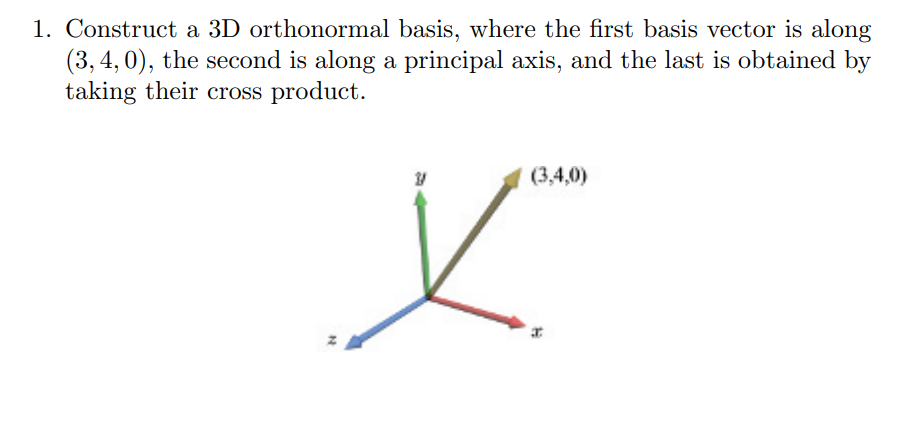 1. Construct a 3D orthonormal basis, where the first basis vector is along
(3, 4, 0), the second is along a principal axis, and the last is obtained by
taking their cross product.
y
(3,4,0)
x
z